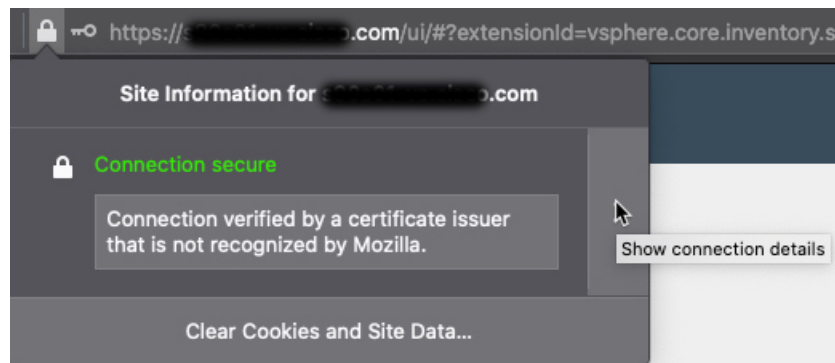 https:// .com/ui/#?extensionId=vsphere.core.inventory.s
Site Information for .com
Connection secure
Connection verified by a certificate issuer
that is not recognized by Mozilla.
Show connection details
Clear Cookies and Site Data...